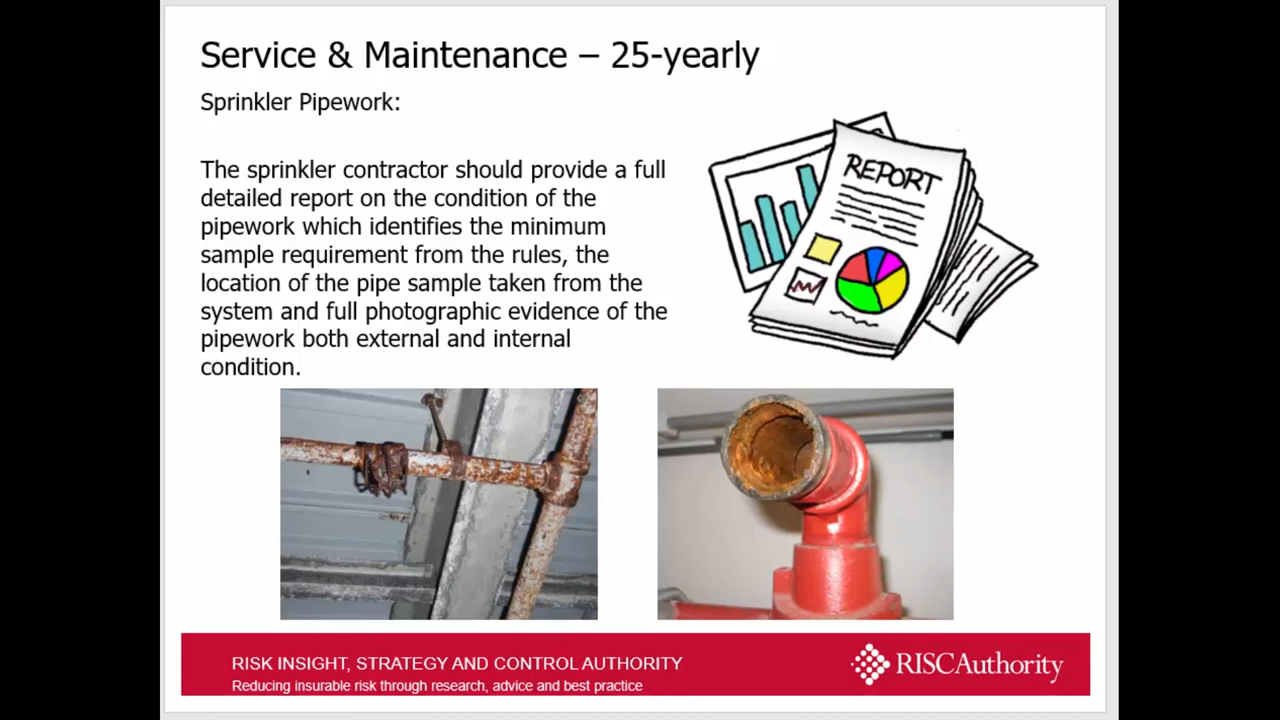 Service & Maintenance – 25-yearly
Sprinkler Pipework:
The sprinkler contractor should provide a full
detailed report on the condition of the
pipework which identifies the minimum
sample requirement from the rules, the
location of the pipe sample taken from the
system and full photographic evidence of the
pipework both external and internal
condition.
REPORT
RISK INSIGHT, STRATEGY AND CONTROL AUTHORITY
Reducing insurable risk through research, advice and best practice
RISCAuthority